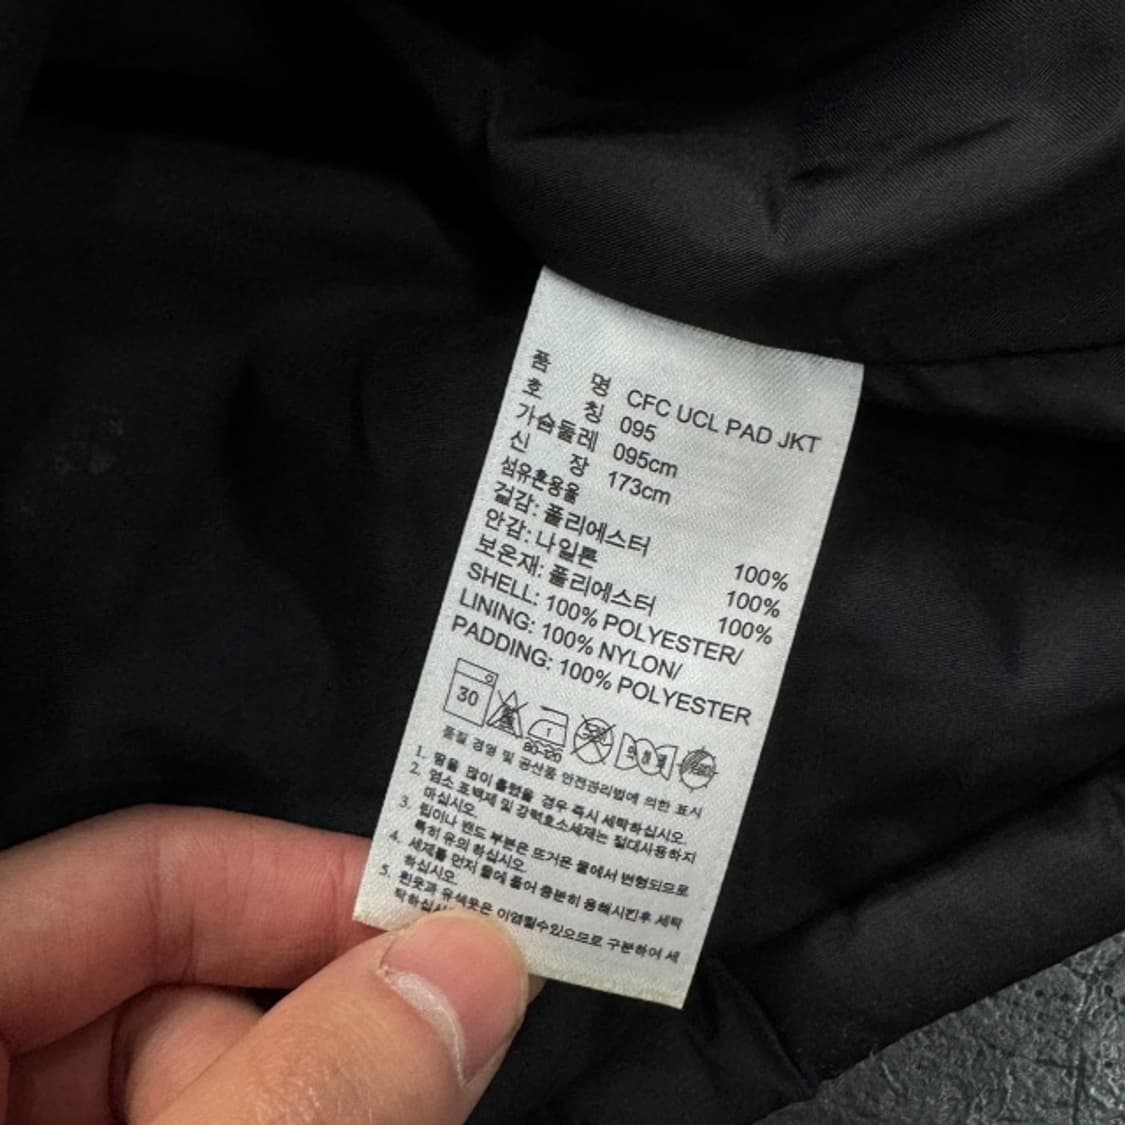 품 명 CFC UCL PAD JKT
호 칭 095
가슴둘레 095cm
신 장 173cm
섬유혼용율
겉감: 폴리에스터 100%
안감: 나일론 100%
보온재: 폴리에스터 100%
SHELL: 100% POLYESTER/
LINING: 100% NYLON/
PADDING: 100% POLYESTER
30
80-120
품질 경영 및 공산품 안전관리법에 의한 표시
1. 땀을 많이 흘렸을 경우 즉시 세탁하십시오.
2. 염소 표백제 및 강력효소세제는 절대사용하지
마십시오.
3. 립이나 밴드 부분은 뜨거운 물에서 변형되므로
특히 유의 하십시오.
4. 세제를 먼저 물에 풀어 충분히 용해시킨후 세탁
하십시오.
5. 흰옷과 유색옷은 이염될수있으므로 구분하여 세
탁하십시